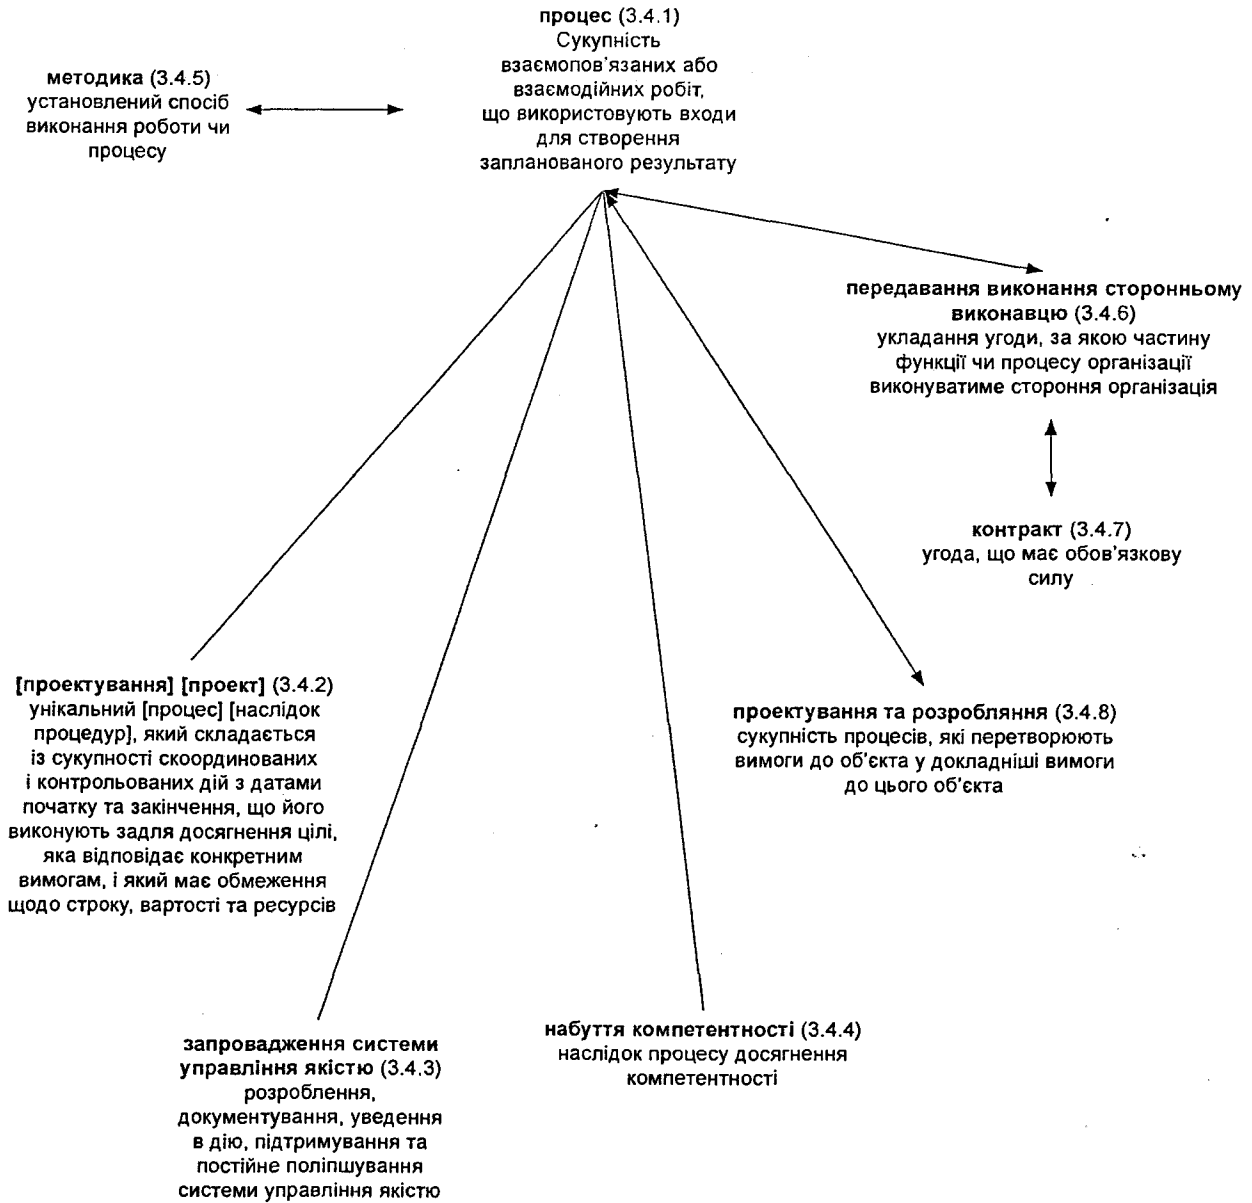 процес (3.4.1)
Сукупність
взаємопов'язаних або
взаємодійних робіт,
що використовують входи
для створення
запланованого результату
методика (3.4.5)
установлений спосіб
виконання роботи чи
процесу
передавання виконання сторонньому
виконавцю (3.4.6)
укладання угоди, за якою частину
функції чи процесу організації
виконуватиме стороння організація
контракт (3.4.7)
угода, що має обов'язкову
силу
[проектування] [проект] (3.4.2)
унікальний [процес] [наслідок
процедур], який складається
із сукупності скоординованих
і контрольованих дій з датами
початку та закінчення, що його
виконують задля досягнення цілі,
яка відповідає конкретним
вимогам, і який має обмеження
щодо строку, вартості та ресурсів
проектування та розробляння (3.4.8)
сукупність процесів, які перетворюють
вимоги до об'єкта у докладніші вимоги
до цього об'єкта
запровадження системи
управління якістю (3.4.3)
розроблення,
документування, уведення
в дію, підтримування та
постійне поліпшування
системи управління якістю
набуття компетентності (3.4.4)
наслідок процесу досягнення
компетентності